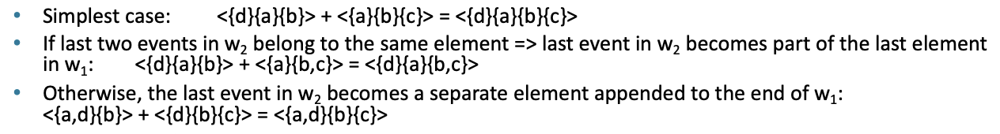 • Simplest case: <{d}{a}{b}> + <{a}{b}{c}> = <{d}{a}{b}{c}>
• If last two events in w₂ belong to the same element => last event in w₂ becomes part of the last element
in w₁: <{d}{a}{b}> + <{a}{b,c}> = <{d}{a}{b,c}>
• Otherwise, the last event in w₂ becomes a separate element appended to the end of w₁:
<{a,d}{b}> + <{d}{b}{c}> = <{a,d}{b}{c}>